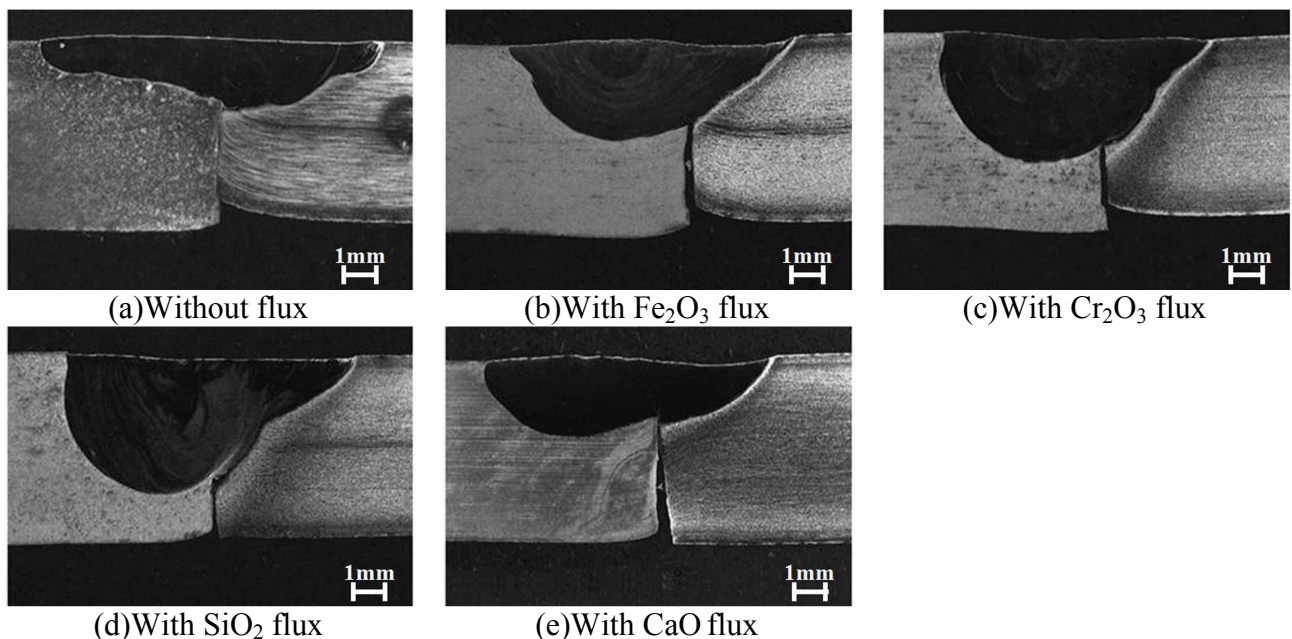 1mm
1mm
1mm
(a)Without flux
(b)With Fe₂O₃ flux
(c)With Cr₂O₃ flux
1mm
1mm
(d)With SiO₂ flux
(e)With CaO flux